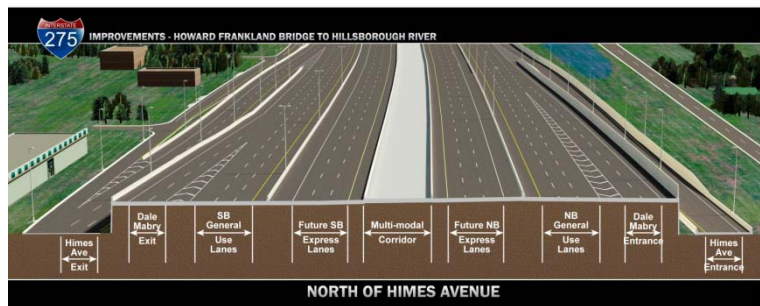 INTERSTATE
275
IMPROVEMENTS - HOWARD FRANKLAND BRIDGE TO HILLSBOROUGH RIVER
Himes
Ave
Exit
Dale
Mabry
Exit
SB
General
Use
Lanes
Future SB
Express
Lanes
Multi-modal
Corridor
Future NB
Express
Lanes
NB
General
Use
Lanes
Dale
Mabry
Entrance
Himes
Ave
Entrance
NORTH OF HIMES AVENUE